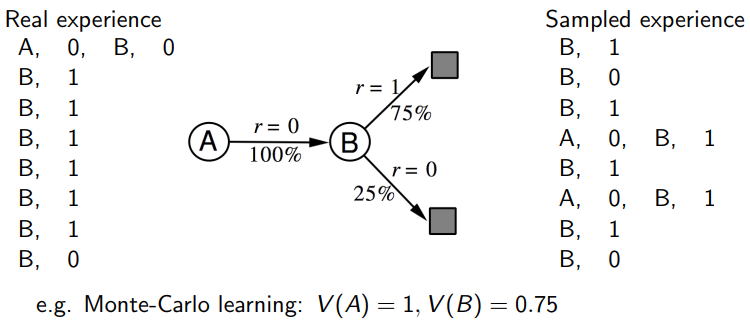 Real experience
A, 0, B, 0
B, 1
B, 1
B, 1
B, 1
B, 1
B, 1
B, 0
A
r = 0
100%
B
r = 1
75%
r = 0
25%
Sampled experience
B, 1
B, 0
B, 1
A, 0, B, 1
B, 1
A, 0, B, 1
B, 1
B, 0
e.g. Monte-Carlo learning: V(A) = 1, V(B) = 0.75